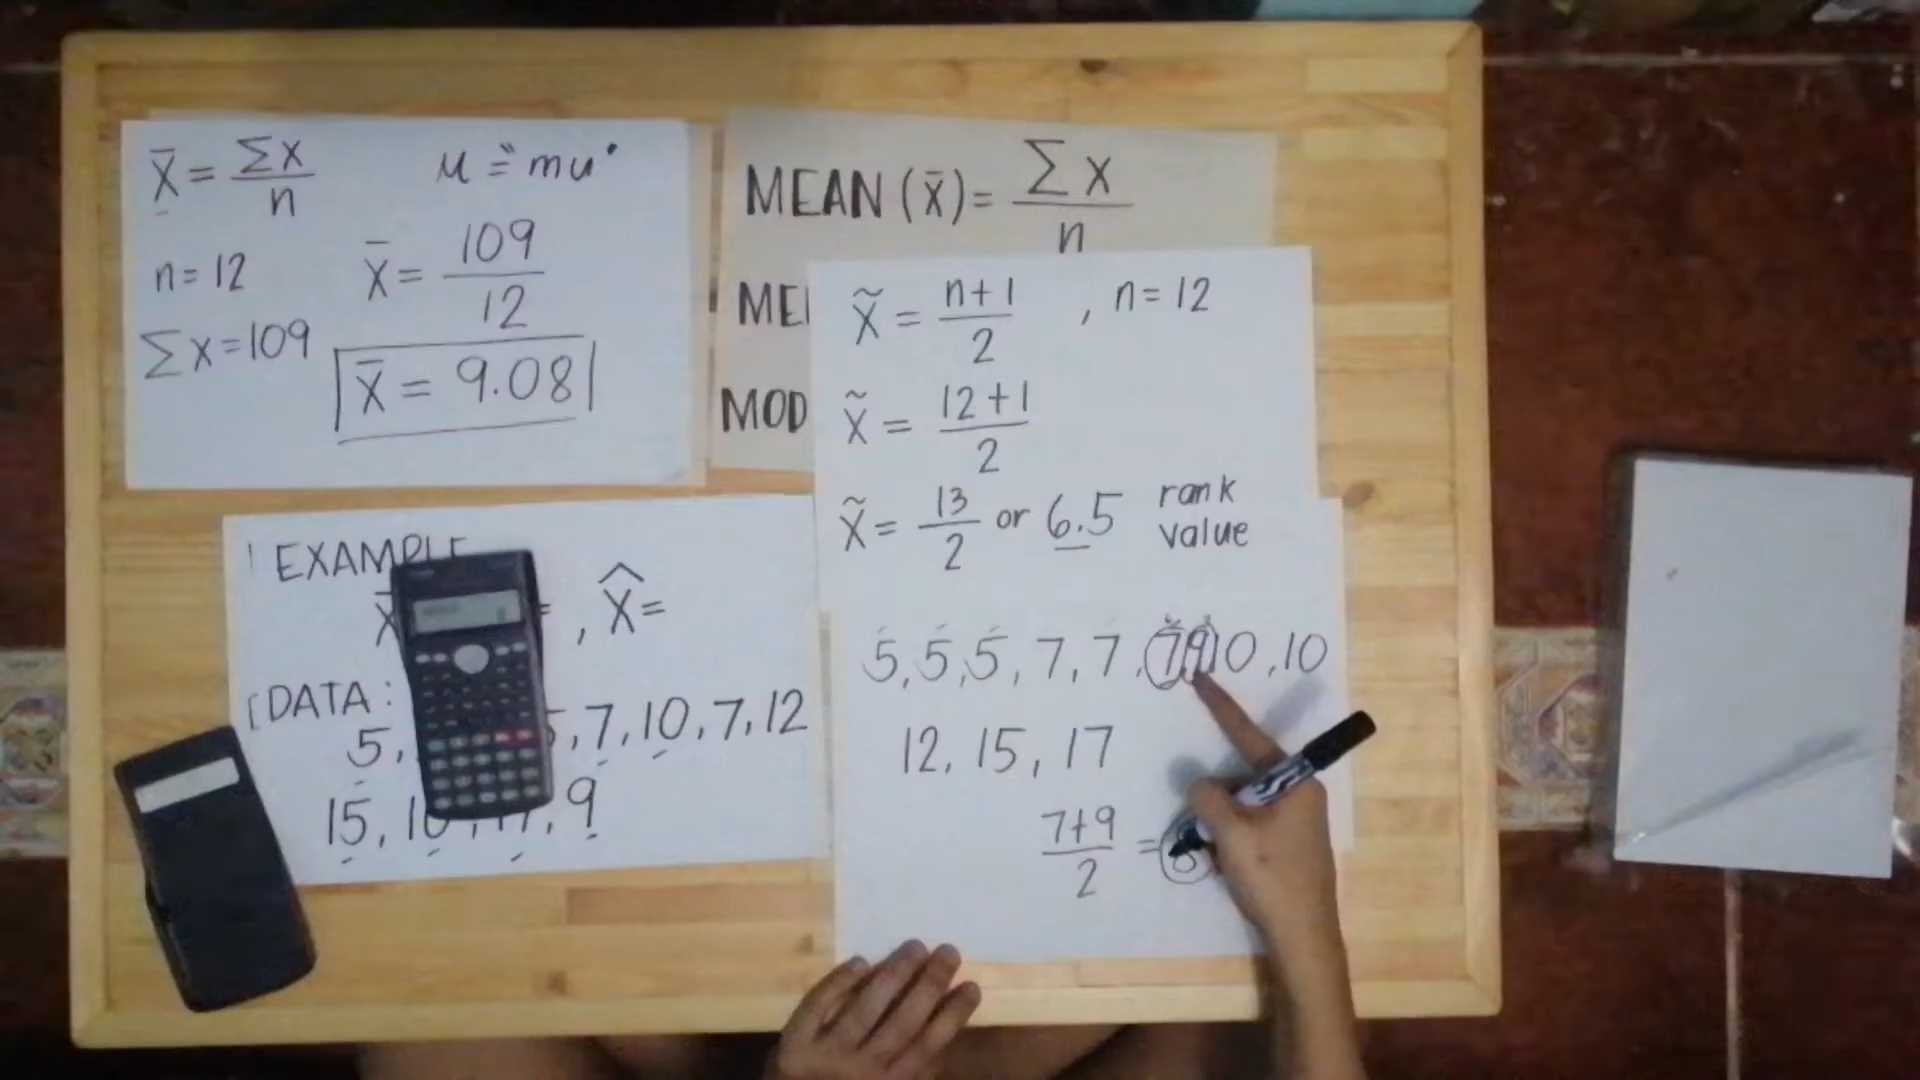 X̄ = Σx/n
μ = "mu"
n = 12
X̄ = 109/12
Σx = 109
X̄ = 9.08
MEAN (x̄) = Σx/n
MOD
X̃ = n+1/2 , n = 12
X̃ = 12+1/2
X̃ = 13/2 or 6.5 rank value
EXAMPLE
, X̂ =
DATA:
5,
, 7, 10, 7, 12
15, 10, 17, 9
5, 5, 5, 7, 7, 7, 9, 10, 10
12, 15, 17
7+9/2 =